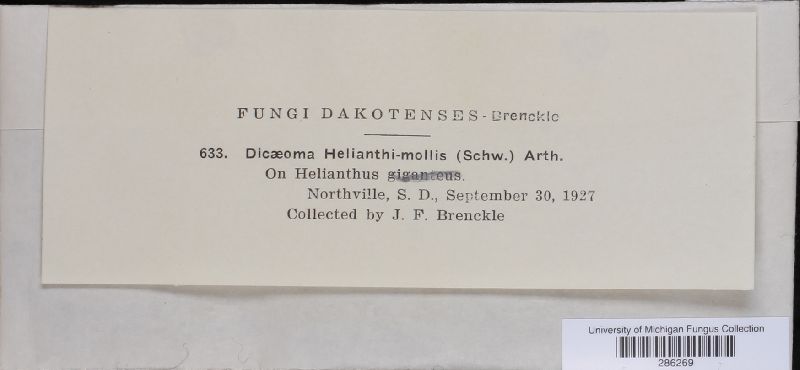 FUNGI DAKOTENSES - Brenckle
633. Dicæoma Helianthi-mollis (Schw.) Arth.
On Helianthus giganteus.
Northville, S. D., September 30, 1927
Collected by J. F. Brenckle
University of Michigan Fungus Collection
286269